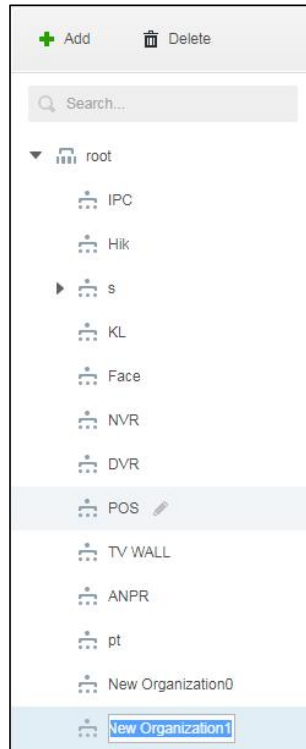 Add Delete
Search...
root
IPC
Hik
s
KL
Face
NVR
DVR
POS
TV WALL
ANPR
pt
New Organization0
New Organization1